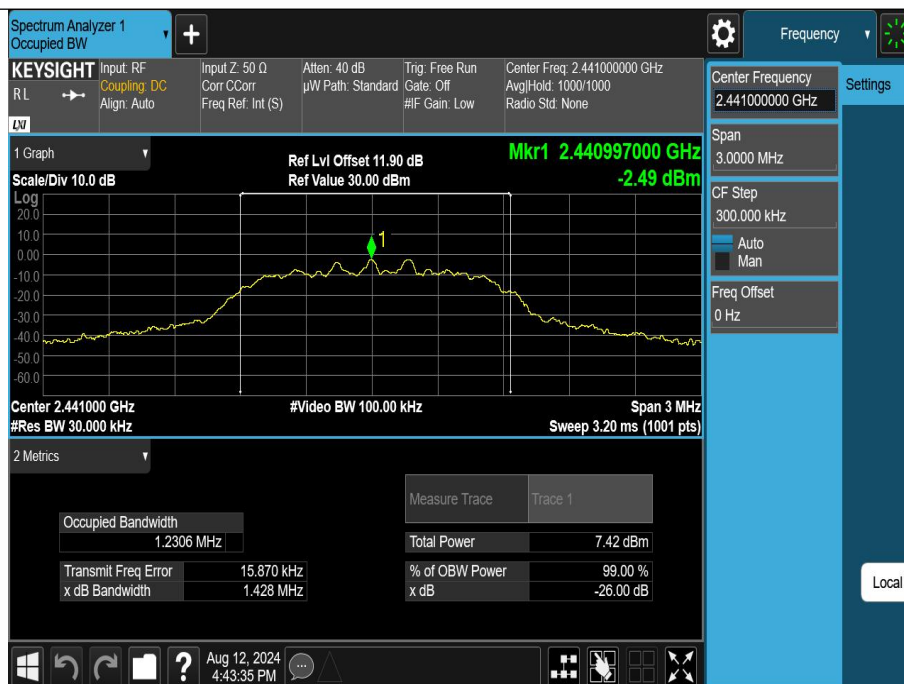 Spectrum Analyzer 1
Occupied BW
Frequency
KEYSIGHT
R L
LXI
Input: RF
Coupling: DC
Align: Auto
Input Z: 50 Ω
Corr CCorr
Freq Ref: Int (S)
Atten: 40 dB
µW Path: Standard
Trig: Free Run
Gate: Off
#IF Gain: Low
Center Freq: 2.441000000 GHz
Avg|Hold: 1000/1000
Radio Std: None
Center Frequency
2.441000000 GHz
Settings
Span
3.0000 MHz
CF Step
300.000 kHz
Auto
Man
Freq Offset
0 Hz
1 Graph
Scale/Div 10.0 dB
Ref Lvl Offset 11.90 dB
Ref Value 30.00 dBm
Mkr1 2.440997000 GHz
-2.49 dBm
Log
20.0
10.0
0.00
-10.0
-20.0
-30.0
-40.0
-50.0
-60.0
1
Center 2.441000 GHz
#Res BW 30.000 kHz
#Video BW 100.00 kHz
Span 3 MHz
Sweep 3.20 ms (1001 pts)
2 Metrics
Measure Trace Trace 1
Occupied Bandwidth
1.2306 MHz
Total Power 7.42 dBm
Transmit Freq Error 15.870 kHz
% of OBW Power 99.00 %
x dB Bandwidth 1.428 MHz
x dB -26.00 dB
Local
?
Aug 12, 2024
4:43:35 PM